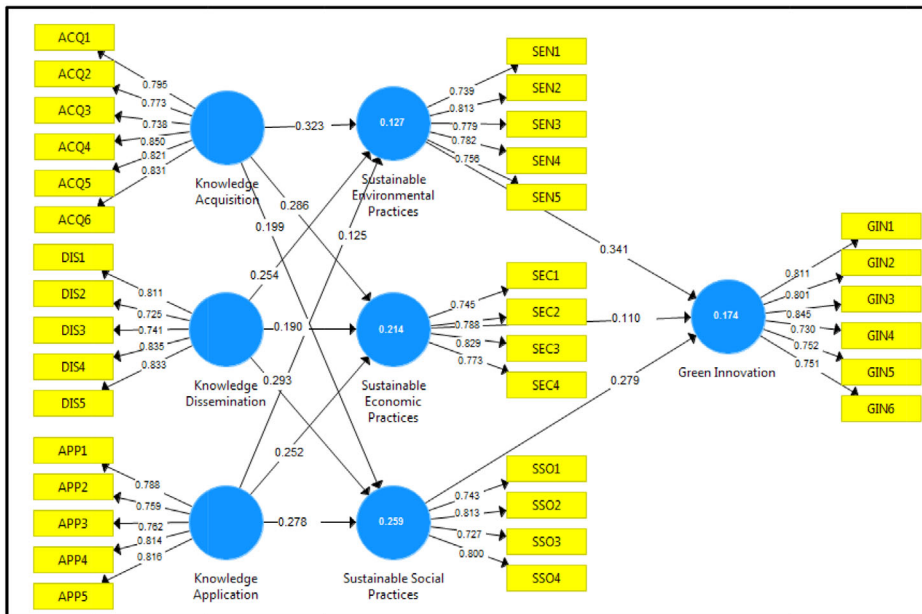 ACQ1
ACQ2
ACQ3
ACQ4
ACQ5
ACQ6
0.795
0.773
0.738
0.850
0.821
0.831
Knowledge
Acquisition
DIS1
DIS2
DIS3
DIS4
DIS5
0.811
0.725
0.741
0.835
0.833
Knowledge
Dissemination
APP1
APP2
APP3
APP4
APP5
0.788
0.759
0.762
0.814
0.816
Knowledge
Application
0.323
0.286
0.199
0.125
0.254
0.190
0.293
0.252
0.278
0.127
Sustainable
Environmental
Practices
0.214
Sustainable
Economic
Practices
0.259
Sustainable Social
Practices
0.739
0.813
0.779
0.782
0.756
SEN1
SEN2
SEN3
SEN4
SEN5
0.745
0.788
0.829
0.773
SEC1
SEC2
SEC3
SEC4
0.743
0.813
0.727
0.800
SSO1
SSO2
SSO3
SSO4
0.341
0.110
0.279
0.174
Green Innovation
0.811
0.801
0.845
0.730
0.752
0.751
GIN1
GIN2
GIN3
GIN4
GIN5
GIN6